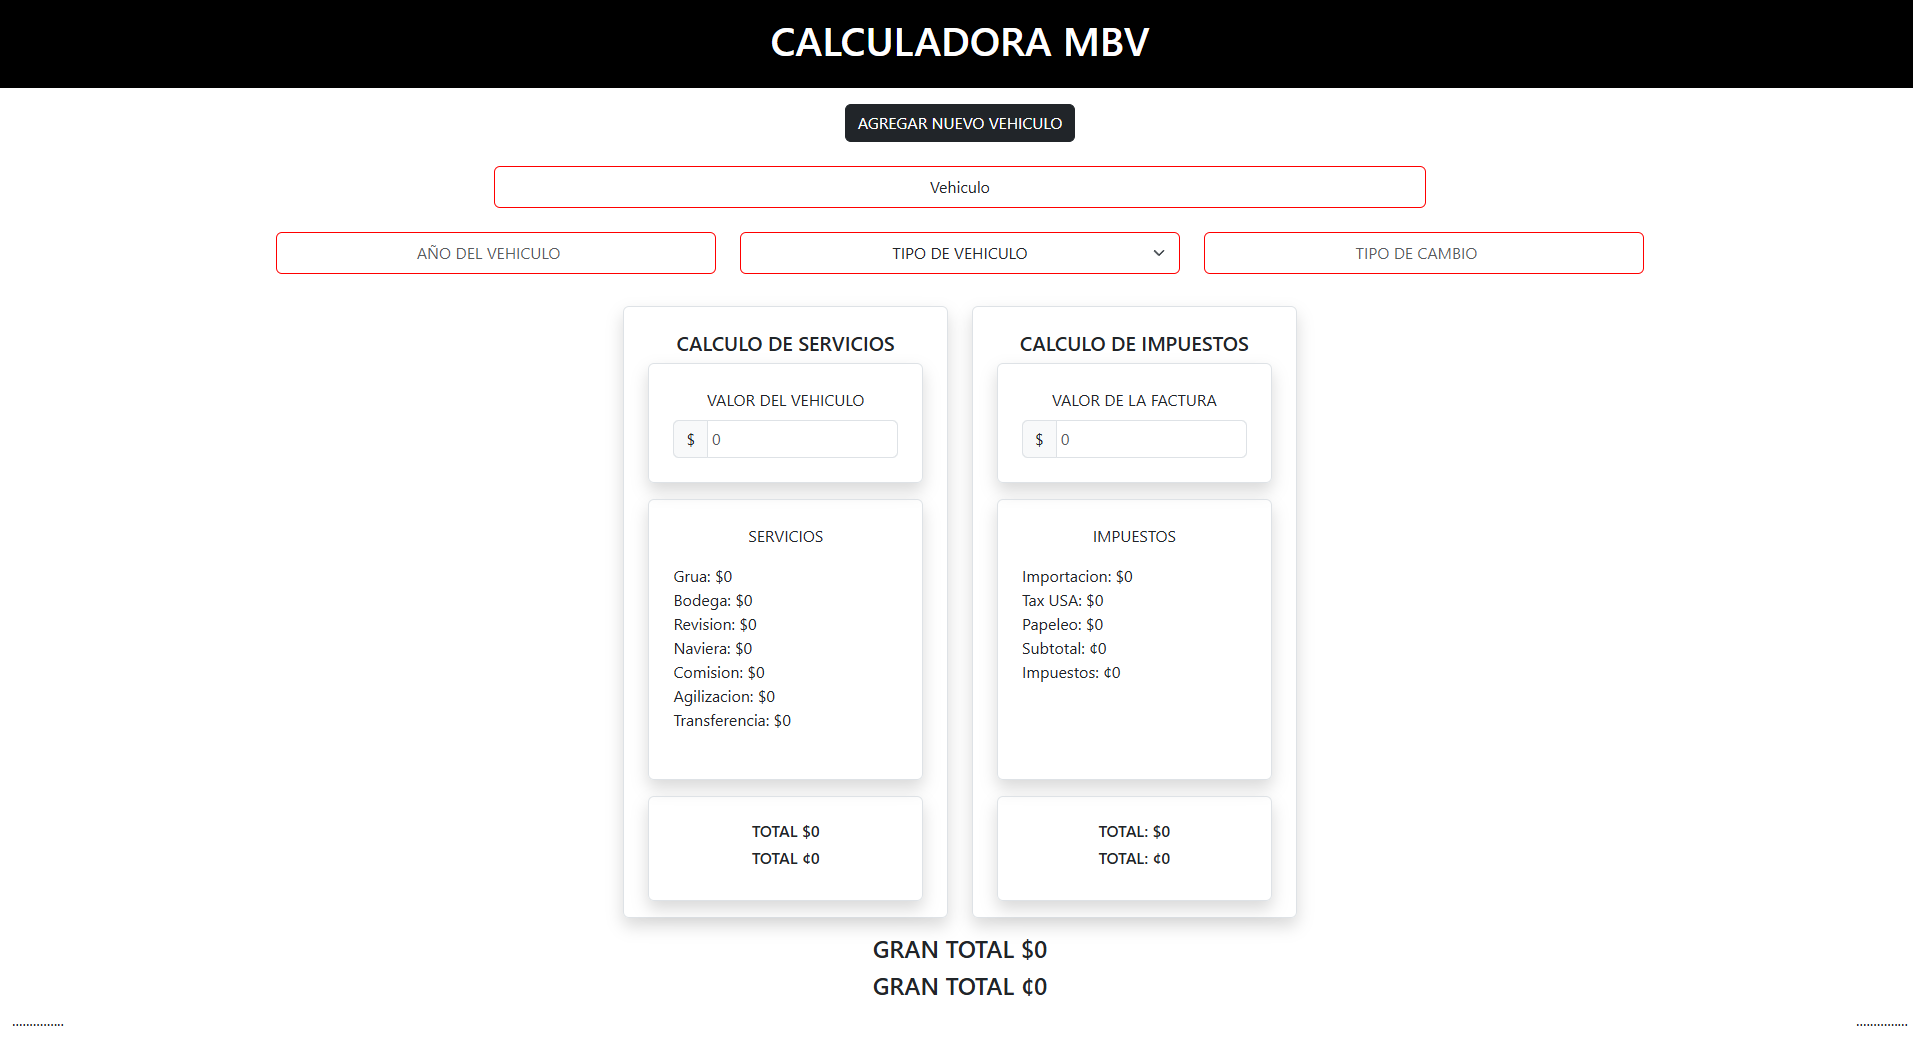 CALCULADORA MBV
AGREGAR NUEVO VEHICULO
Vehiculo
AÑO DEL VEHICULO
TIPO DE VEHICULO
TIPO DE CAMBIO
CALCULO DE SERVICIOS
VALOR DEL VEHICULO
$ 0
SERVICIOS
Grua: $0
Bodega: $0
Revision: $0
Naviera: $0
Comision: $0
Agilizacion: $0
Transferencia: $0
TOTAL $0
TOTAL ¢0
CALCULO DE IMPUESTOS
VALOR DE LA FACTURA
$ 0
IMPUESTOS
Importacion: $0
Tax USA: $0
Papeleo: $0
Subtotal: ¢0
Impuestos: ¢0
TOTAL: $0
TOTAL: ¢0
GRAN TOTAL $0
GRAN TOTAL ¢0
............... ...............